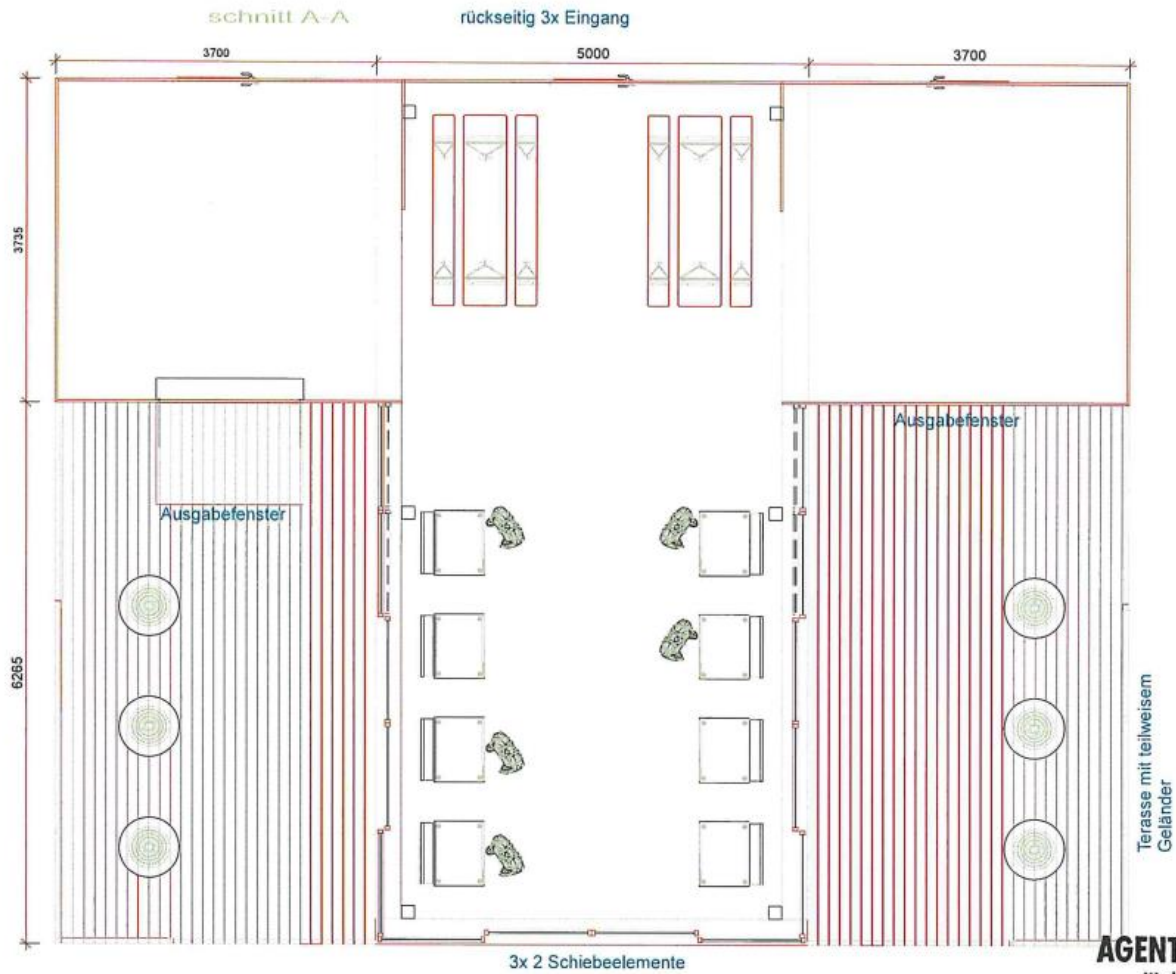 schnitt A-A
rückseitig 3x Eingang
3700
5000
3700
3735
Ausgabefenster
Ausgabefenster
6265
Terasse mit teilweisem
Geländer
3x 2 Schiebeelemente
AGENT